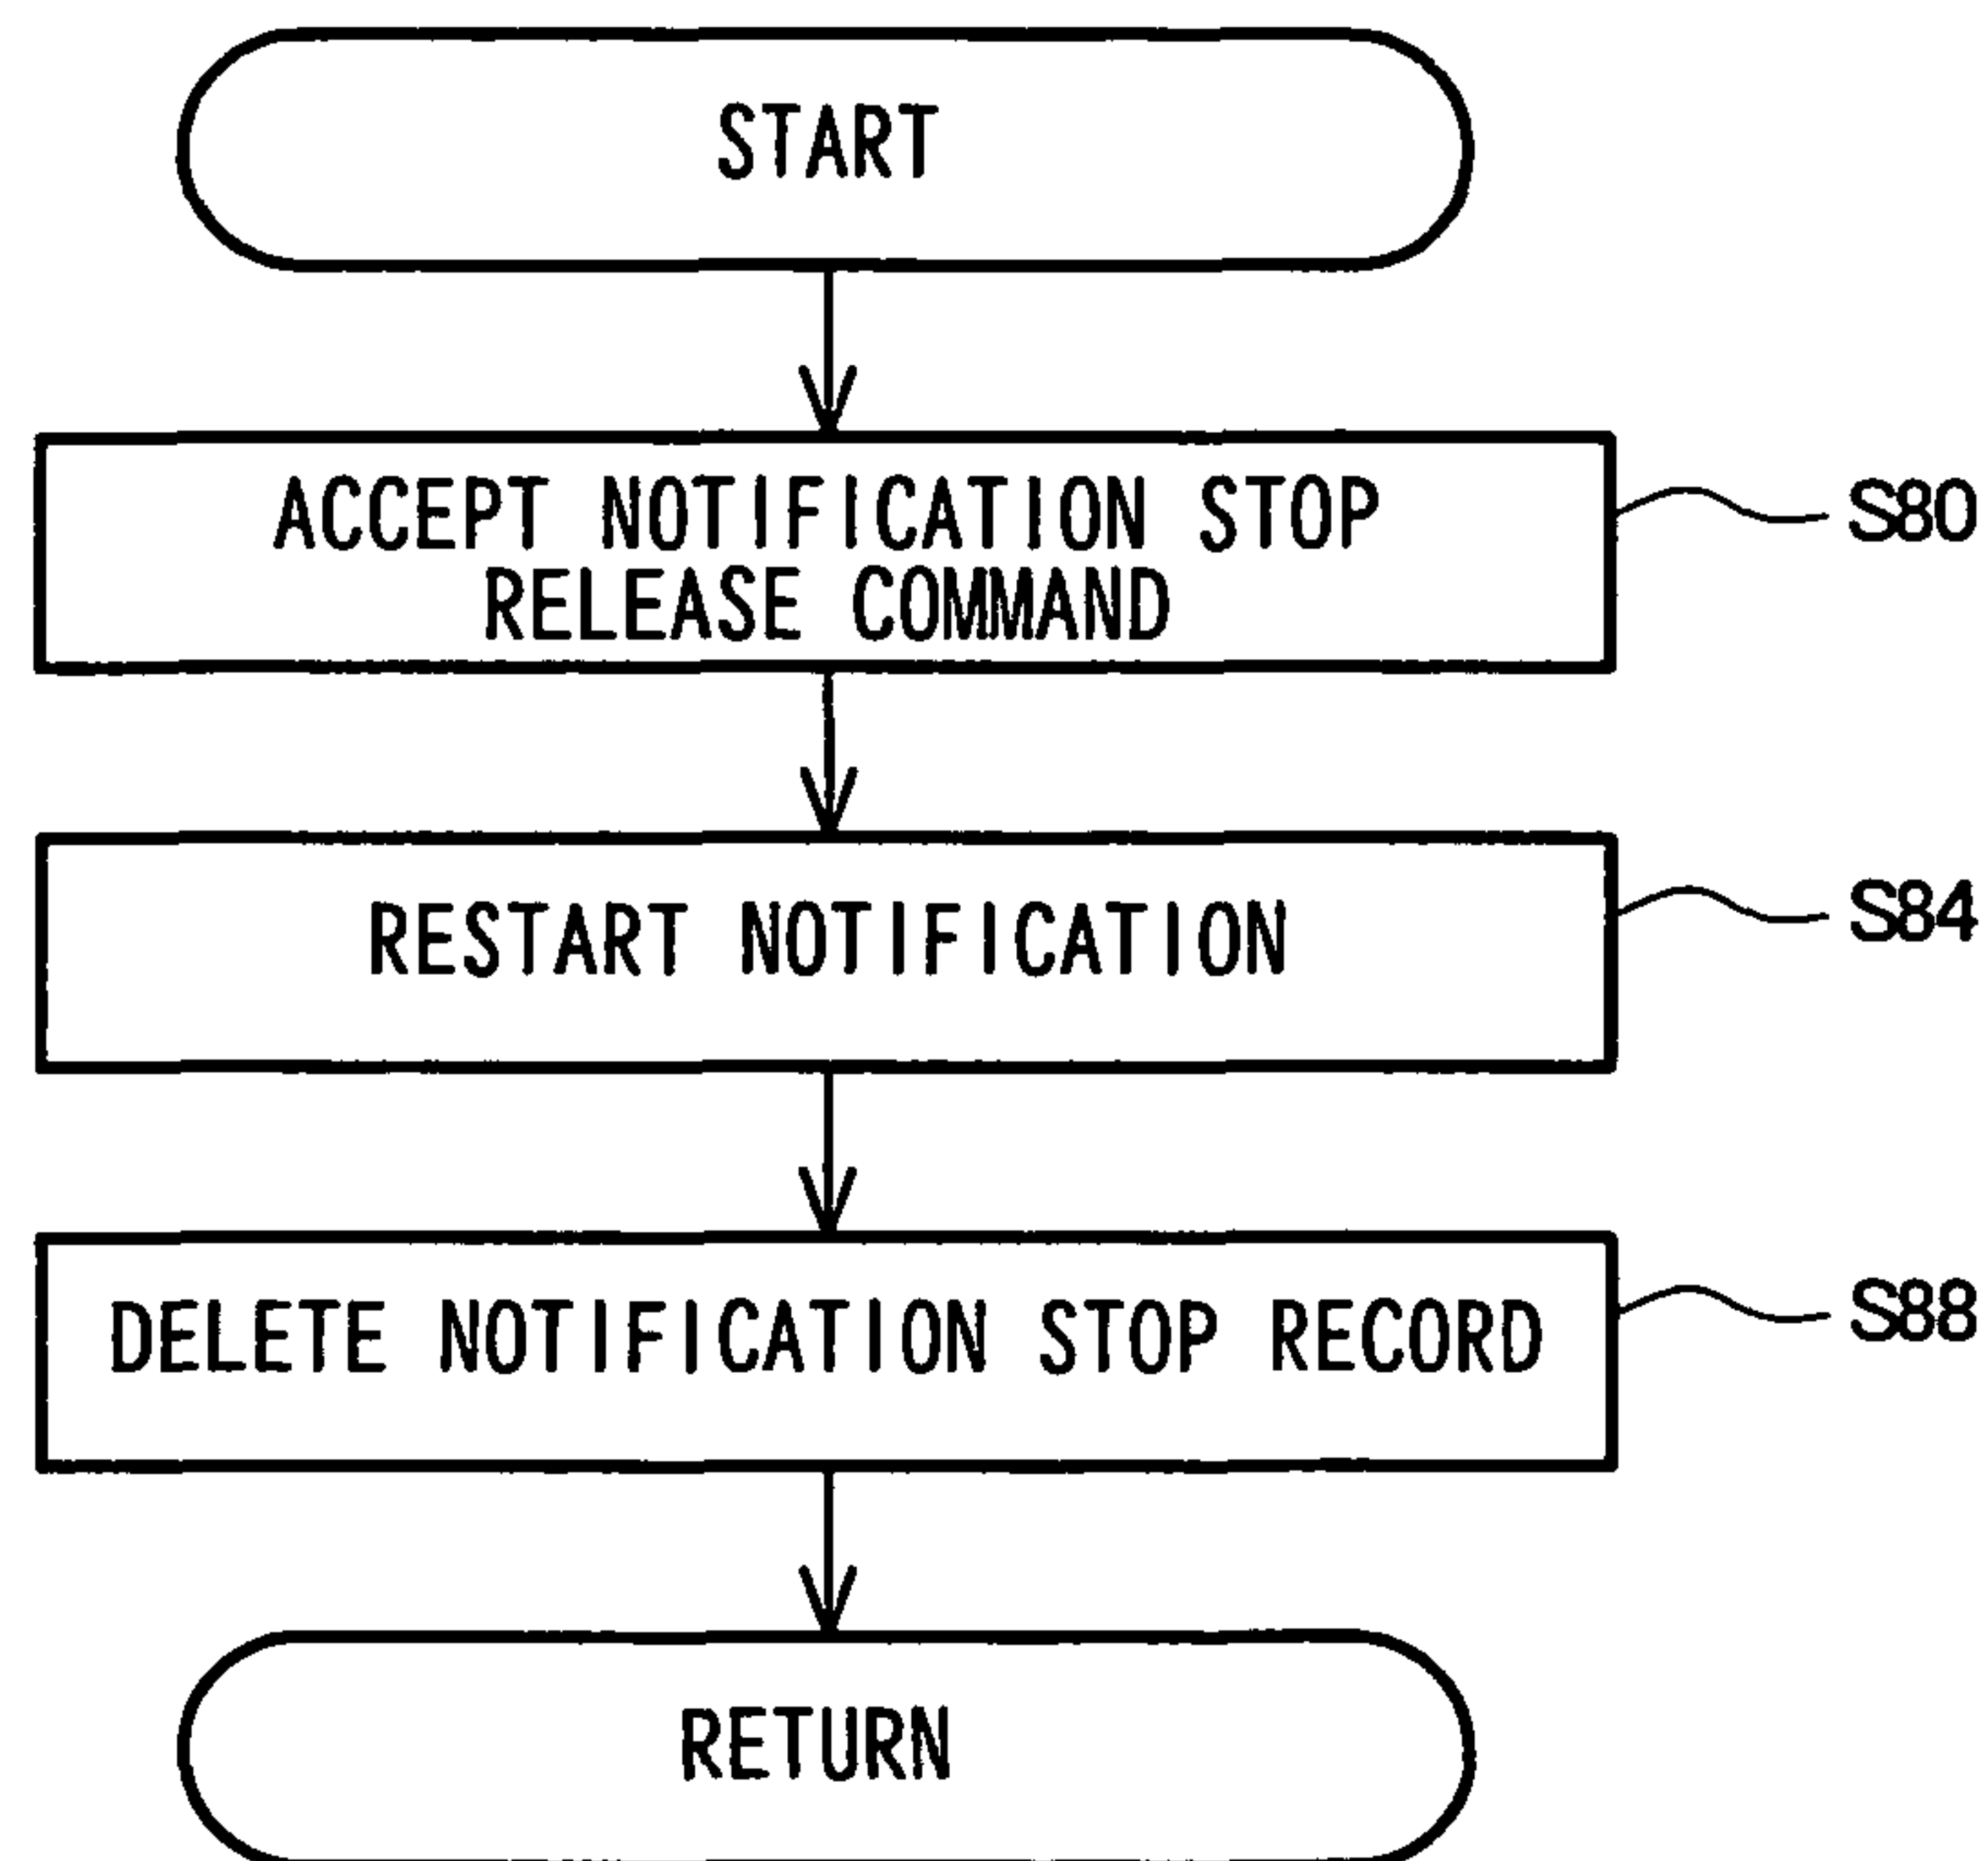 START
ACCEPT NOTIFICATION STOP
RELEASE COMMAND
S80
RESTART NOTIFICATION
S84
DELETE NOTIFICATION STOP RECORD
S88
RETURN